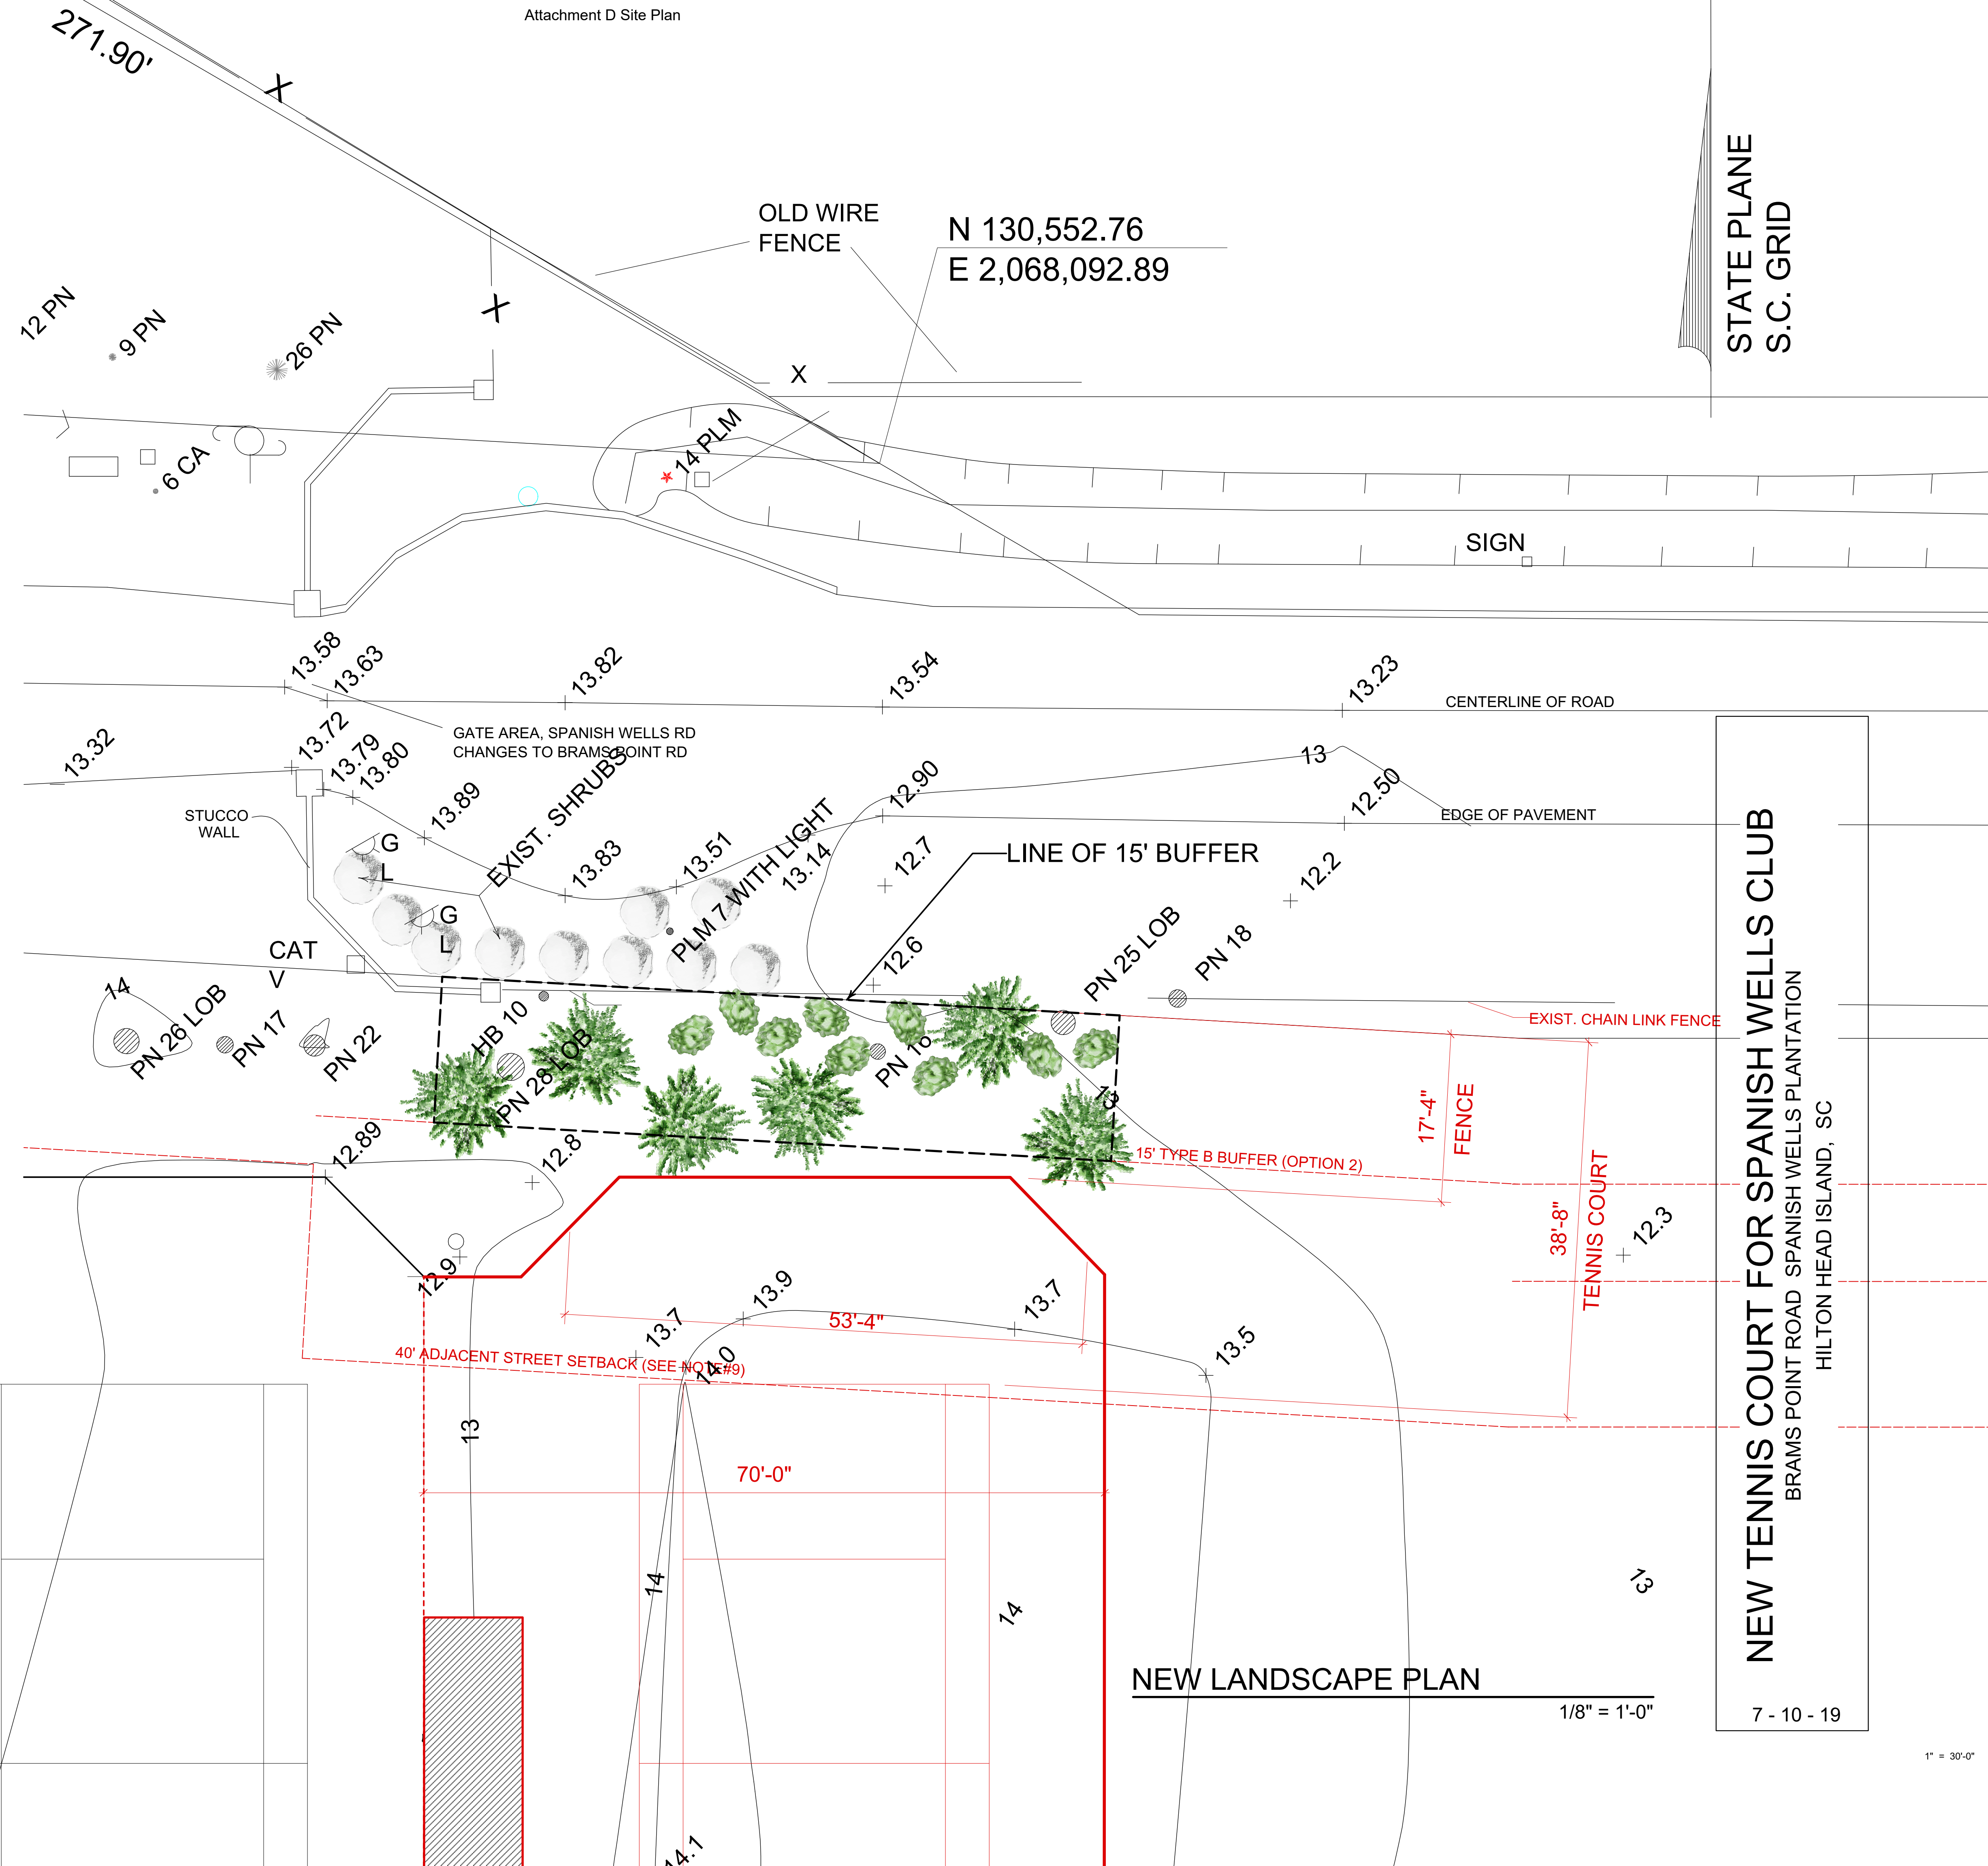 Attachment D Site Plan
271.90'
X
OLD WIRE
FENCE
N 130,552.76
E 2,068,092.89
STATE PLANE
S.C. GRID
X
X
12 PN
9 PN
26 PN
6 CA
14 PLM
SIGN
13.58
13.63
13.82
13.54
13.23
CENTERLINE OF ROAD
GATE AREA, SPANISH WELLS RD
CHANGES TO BRAMS POINT RD
13.32
13.72
13.79
13.80
13.89
13.83
13.51
13.14
12.90
13
12.50
EDGE OF PAVEMENT
STUCCO
WALL
G
L
G
L
EXIST. SHRUBS
PLM 7 WITH LIGHT
12.7
LINE OF 15' BUFFER
12.2
12.6
PN 25 LOB
PN 18
CAT
V
14
PN 26 LOB
PN 17
PN 22
HB 10
PN 28 LOB
PN 16
13
EXIST. CHAIN LINK FENCE
17'-4"
FENCE
15' TYPE B BUFFER (OPTION 2)
38'-8"
TENNIS COURT
12.89
12.8
12.3
12.9
13.7
13.9
13.7
53'-4"
13.5
40' ADJACENT STREET SETBACK (SEE NOTE#9)
14.0
13
70'-0"
14
14
13
14.1
NEW LANDSCAPE PLAN
1/8" = 1'-0"
NEW TENNIS COURT FOR SPANISH WELLS CLUB
BRAMS POINT ROAD SPANISH WELLS PLANTATION
HILTON HEAD ISLAND, SC
7 - 10 - 19
1" = 30'-0"